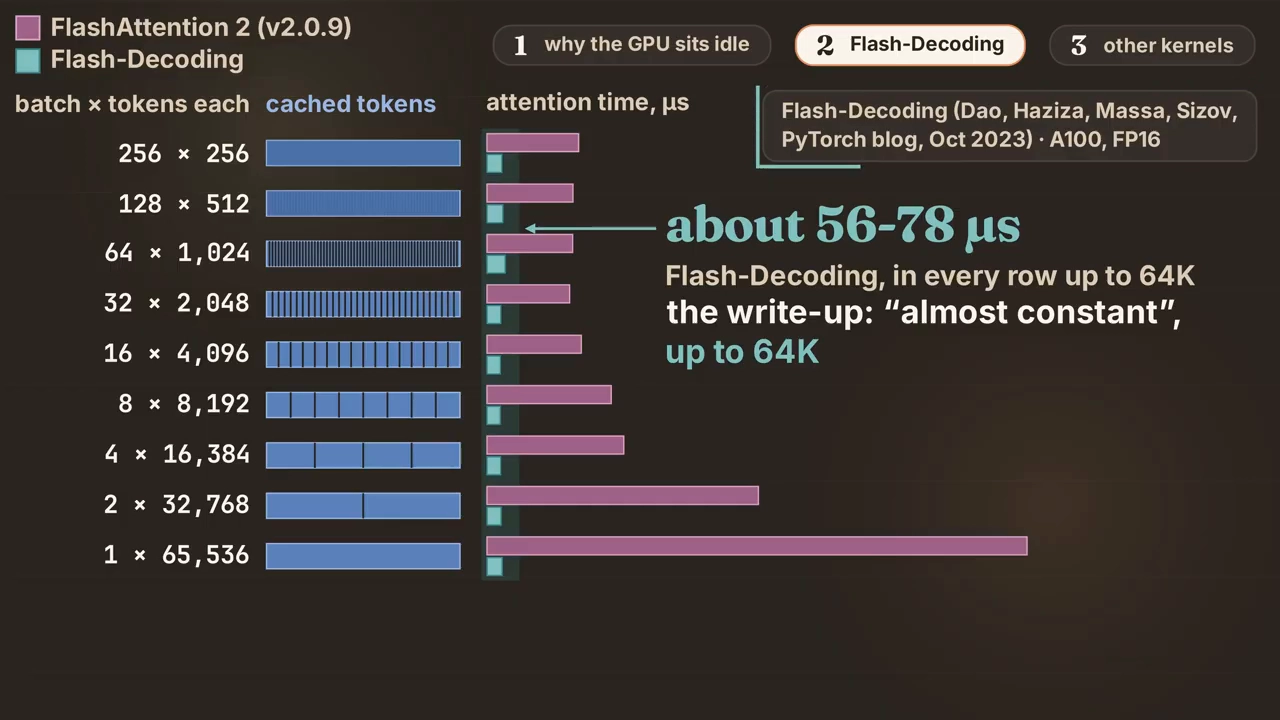 FlashAttention 2 (v2.0.9)
Flash-Decoding
1 why the GPU sits idle
2 Flash-Decoding
3 other kernels
batch × tokens each
cached tokens
attention time, µs
Flash-Decoding (Dao, Haziza, Massa, Sizov,
PyTorch blog, Oct 2023) · A100, FP16
256 × 256
128 × 512
64 × 1,024
32 × 2,048
16 × 4,096
8 × 8,192
4 × 16,384
2 × 32,768
1 × 65,536
about 56-78 µs
Flash-Decoding, in every row up to 64K
the write-up: “almost constant”,
up to 64K